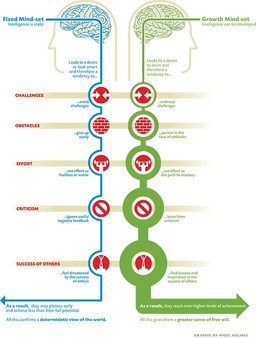 Fixed Mind-set
Intelligence is static
Growth Mind-set
Intelligence can be developed
Leads to a desire
to look smart
and therefore a
tendency to...
Leads to a desire
to learn and
therefore a
tendency to...
CHALLENGES
...avoid
challenges
...embrace
challenges
OBSTACLES
...give up
easily
...persist in the
face of setbacks
EFFORT
...see effort as
fruitless or worse
...see effort as
the path to mastery
CRITICISM
...ignore useful
negative feedback
...learn from
criticism
SUCCESS OF OTHERS
...feel threatened
by the success
of others
...find lessons and
inspiration in the
success of others
As a result, they may plateau early
and achieve less than their full potential.
All this confirms a deterministic view of the world.
As a result, they reach ever-higher levels of achievement.
All this gives them a greater sense of free will.
GRAPHIC BY NIGEL HOLMES